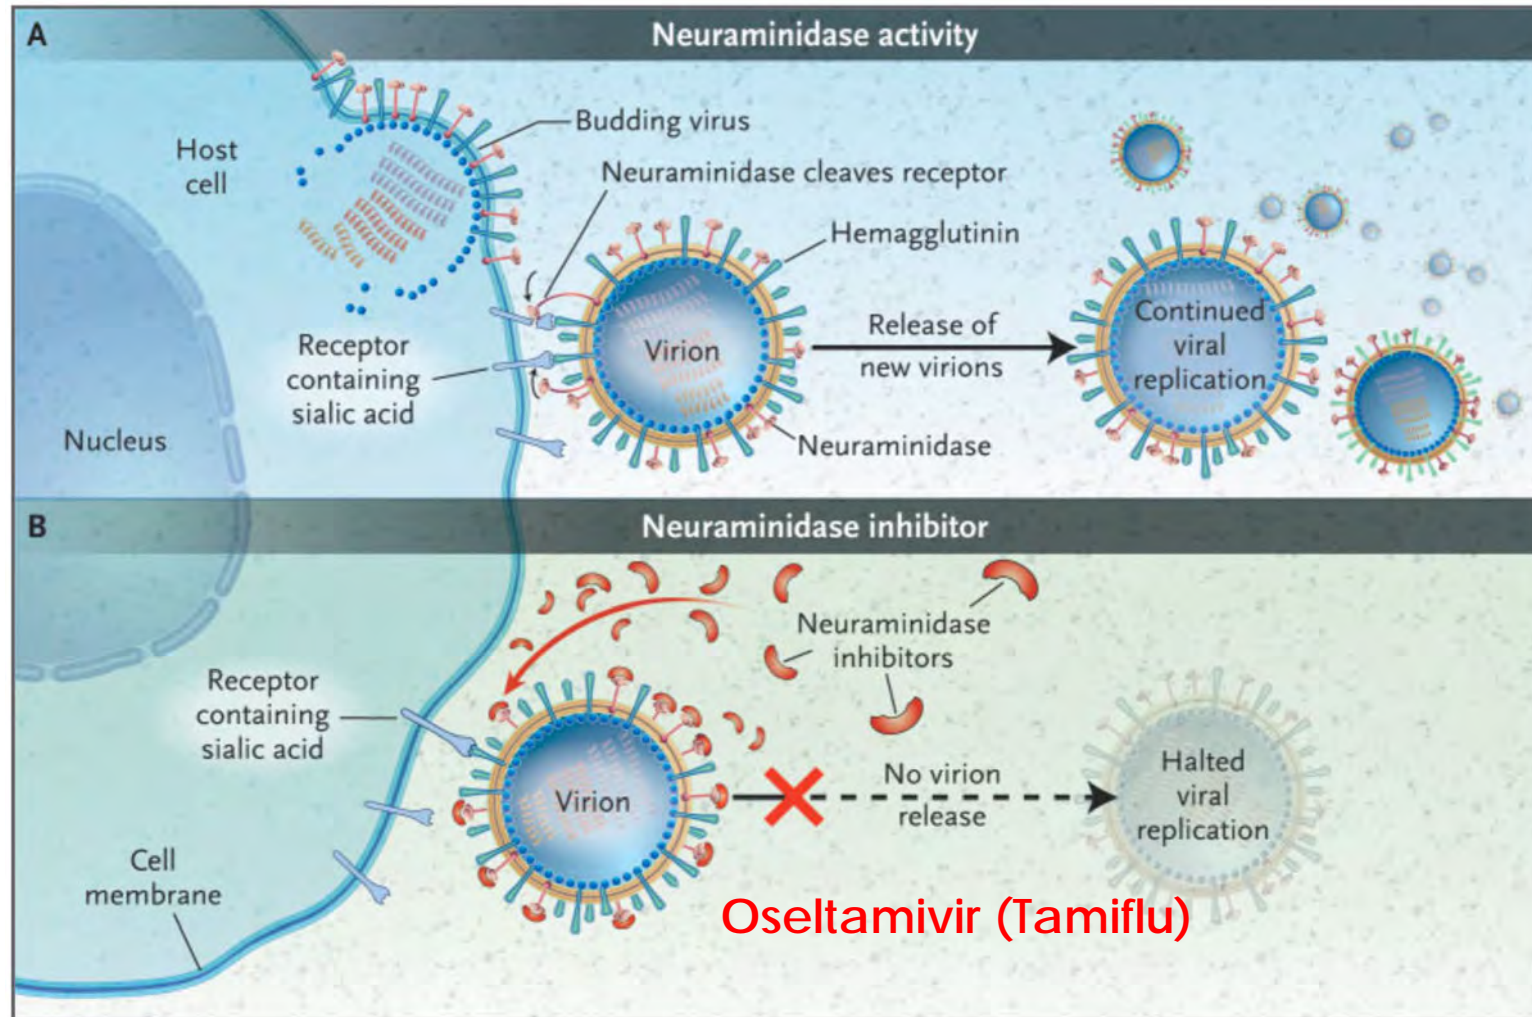 A
Neuraminidase activity
Budding virus
Host
cell
Neuraminidase cleaves receptor
Hemagglutinin
Receptor
containing
sialic acid
Virion
Release of
new virions
Continued
viral
replication
Nucleus
Neuraminidase
B
Neuraminidase inhibitor
Neuraminidase
inhibitors
Receptor
containing
sialic acid
Virion
No virion
release
Halted
viral
replication
Cell
membrane
Oseltamivir (Tamiflu)